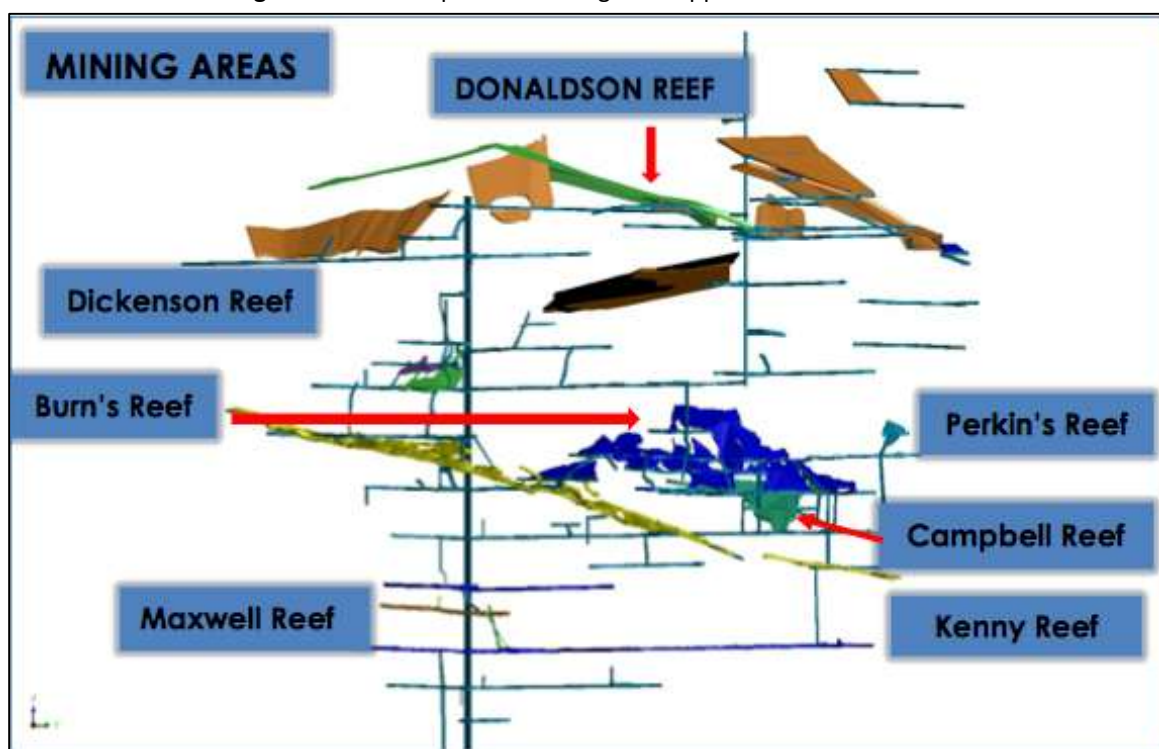 MINING AREAS
DONALDSON REEF
Dickenson Reef
Burn's Reef
Perkin's Reef
Campbell Reef
Maxwell Reef
Kenny Reef